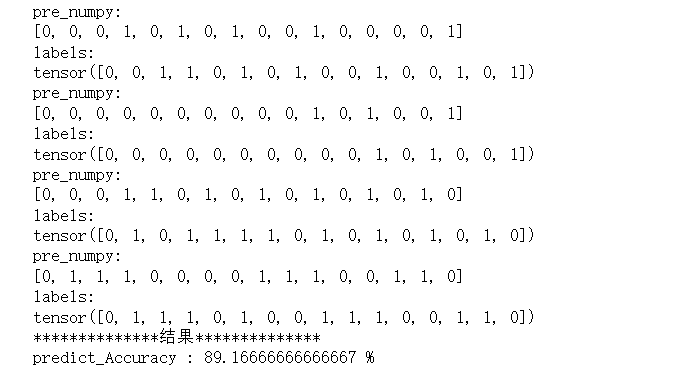 pre_numpy:
[0, 0, 0, 1, 0, 1, 0, 1, 0, 0, 1, 0, 0, 0, 0, 1]
labels:
tensor([0, 0, 1, 1, 0, 1, 0, 1, 0, 0, 1, 0, 0, 1, 0, 1])
pre_numpy:
[0, 0, 0, 0, 0, 0, 0, 0, 0, 0, 1, 0, 1, 0, 0, 1]
labels:
tensor([0, 0, 0, 0, 0, 0, 0, 0, 0, 0, 1, 0, 1, 0, 0, 1])
pre_numpy:
[0, 0, 0, 1, 1, 0, 1, 0, 1, 0, 1, 0, 1, 0, 1, 0]
labels:
tensor([0, 1, 0, 1, 1, 1, 1, 0, 1, 0, 1, 0, 1, 0, 1, 0])
pre_numpy:
[0, 1, 1, 1, 0, 0, 0, 0, 1, 1, 1, 0, 0, 1, 1, 0]
labels:
tensor([0, 1, 1, 1, 0, 1, 0, 0, 1, 1, 1, 0, 0, 1, 1, 0])
**************结果**************
predict_Accuracy : 89.16666666666667 %